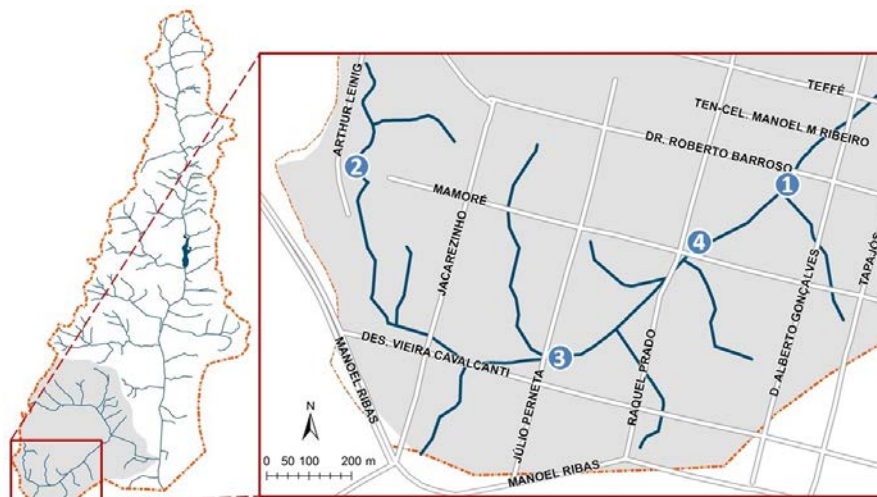 TEFFÉ
TEN-CEL. MANOEL M RIBEIRO
DR. ROBERTO BARROSO
ARTHUR LEINIG
1
2
MAMORÉ
JACAREZINHO
4
D. ALBERTO GONÇALVES
TAPAJÓS
3
DES. VIEIRA CAVALCANTI
MANOEL RIBAS
JÚLIO PERNETA
RAQUEL PRADO
N
0 50 100 200 m
MANOEL RIBAS